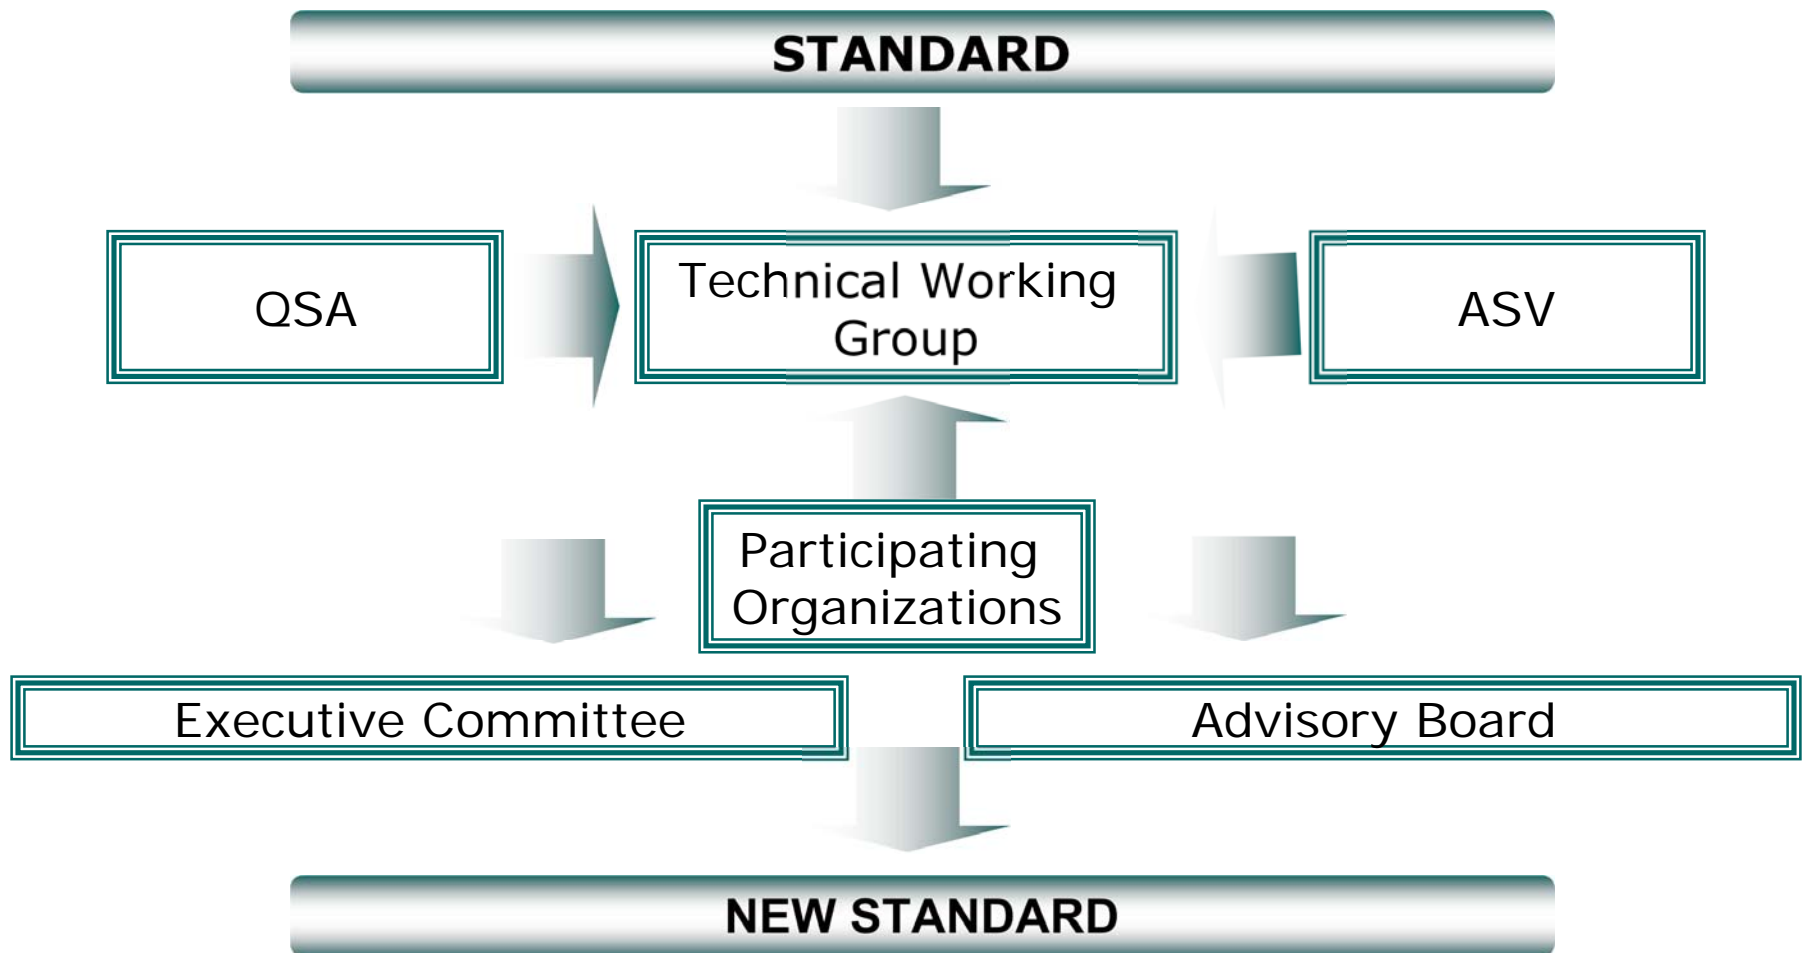 STANDARD
QSA
Technical Working
Group
ASV
Participating
Organizations
Executive Committee
Advisory Board
NEW STANDARD